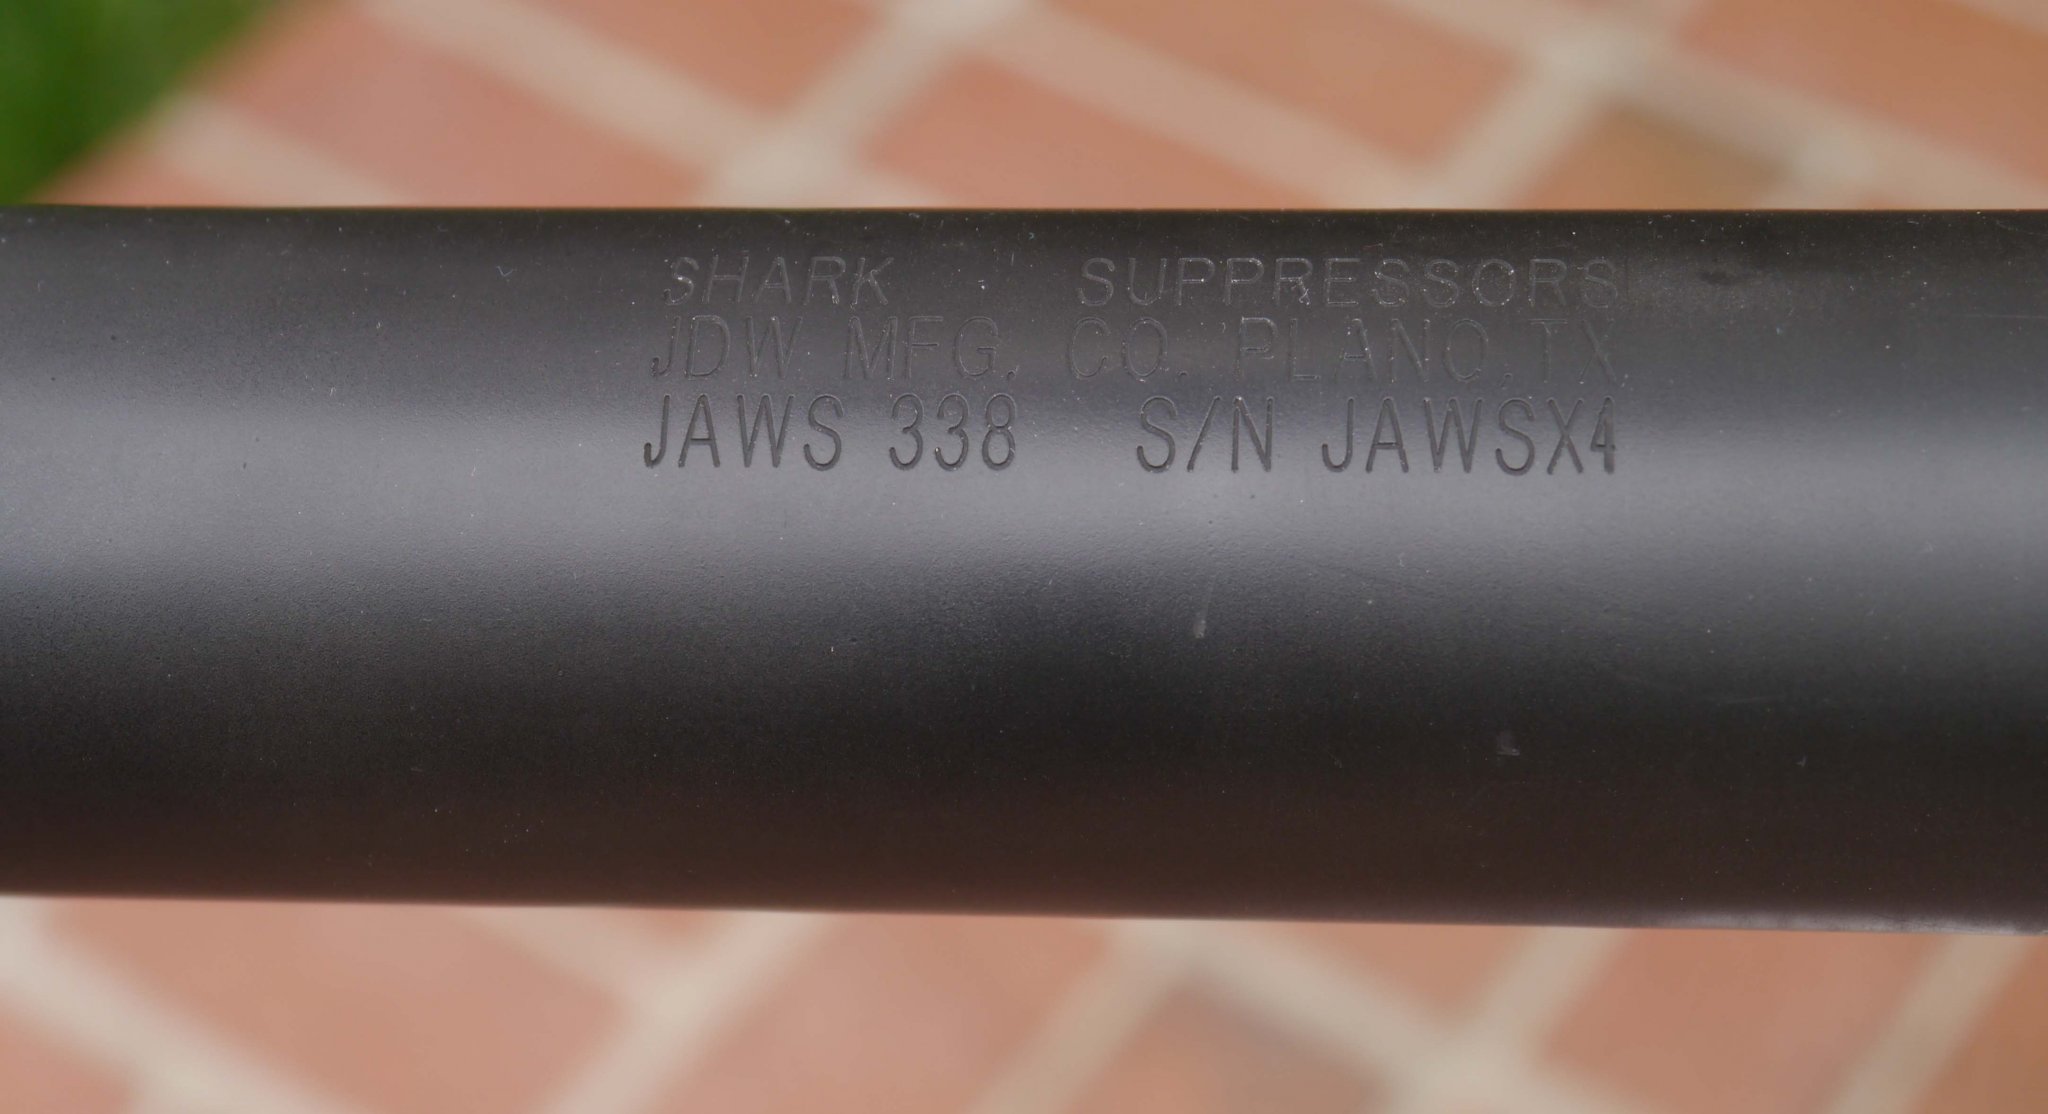 SHARK SUPPRESSORS
JDW MFG. CO. PLANO,TX
JAWS 338 S/N JAWSX4